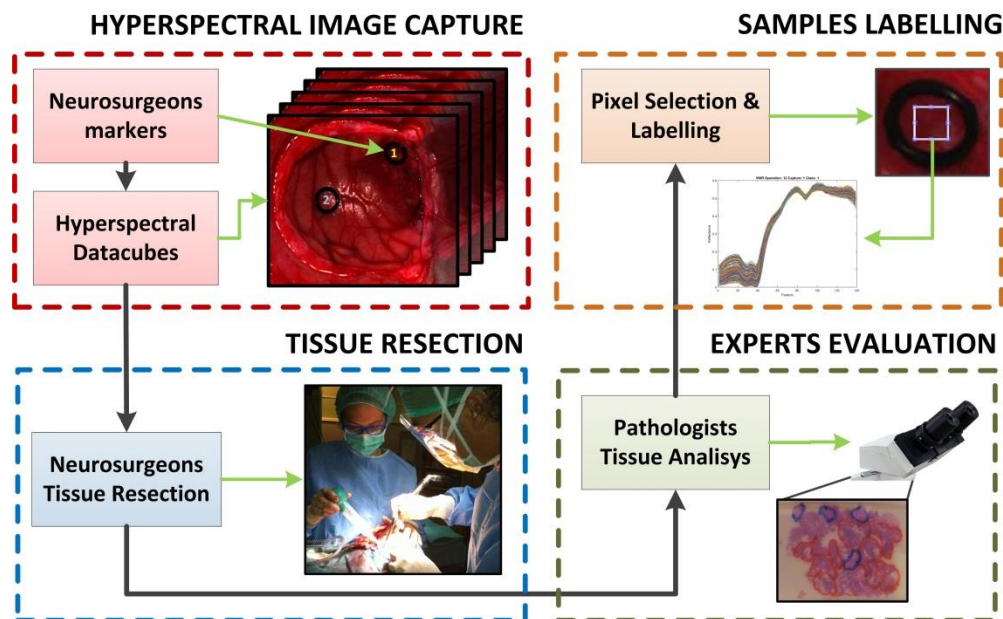 HYPERSPECTRAL IMAGE CAPTURE
Neurosurgeons
markers
Hyperspectral
Datacubes
1
2
SAMPLES LABELLING
Pixel Selection &
Labelling
TISSUE RESECTION
Neurosurgeons
Tissue Resection
EXPERTS EVALUATION
Pathologists
Tissue Analisys